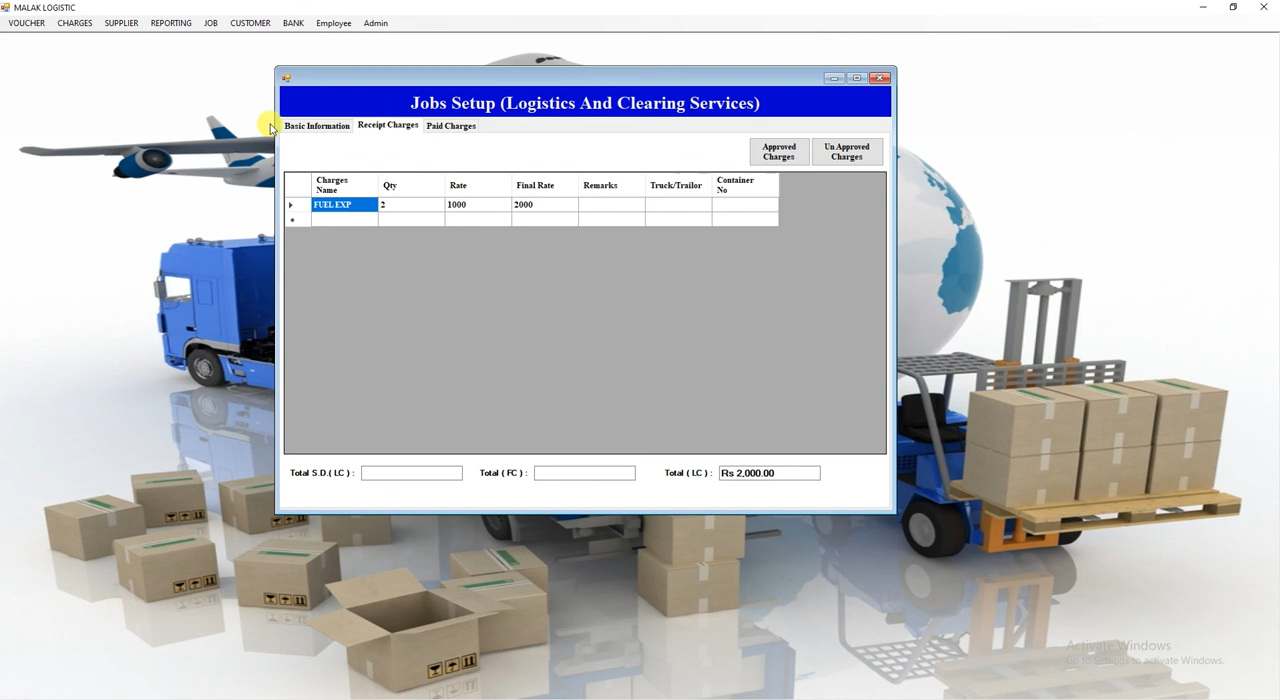 MALAK LOGISTIC
VOUCHER CHARGES SUPPLIER REPORTING JOB CUSTOMER BANK Employee Admin
Jobs Setup (Logistics And Clearing Services)
Basic Information Receipt Charges Paid Charges
Approved Charges
Un Approved Charges
Charges Name Qty Rate Final Rate Remarks Truck/Trailor Container No
FUEL EXP 2 1000 2000
Total S.D.( LC ) :
Total ( FC ) :
Total ( LC ) : Rs 2,000.00
Activate Windows
Go to Settings to activate Windows.